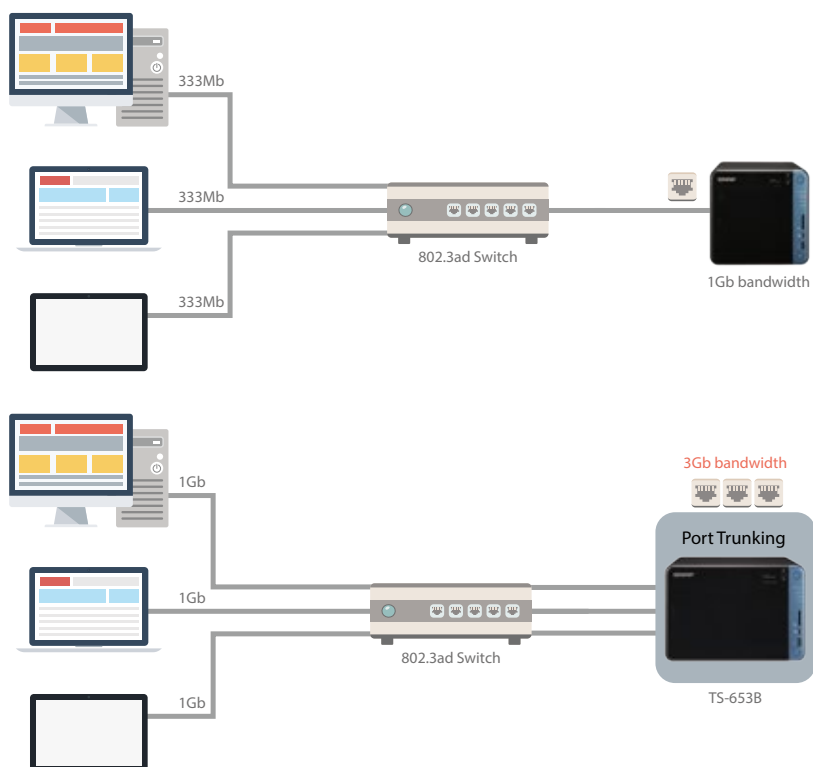 333Mb
333Mb
802.3ad Switch
1Gb bandwidth
333Mb
3Gb bandwidth
1Gb
Port Trunking
1Gb
802.3ad Switch
TS-653B
1Gb